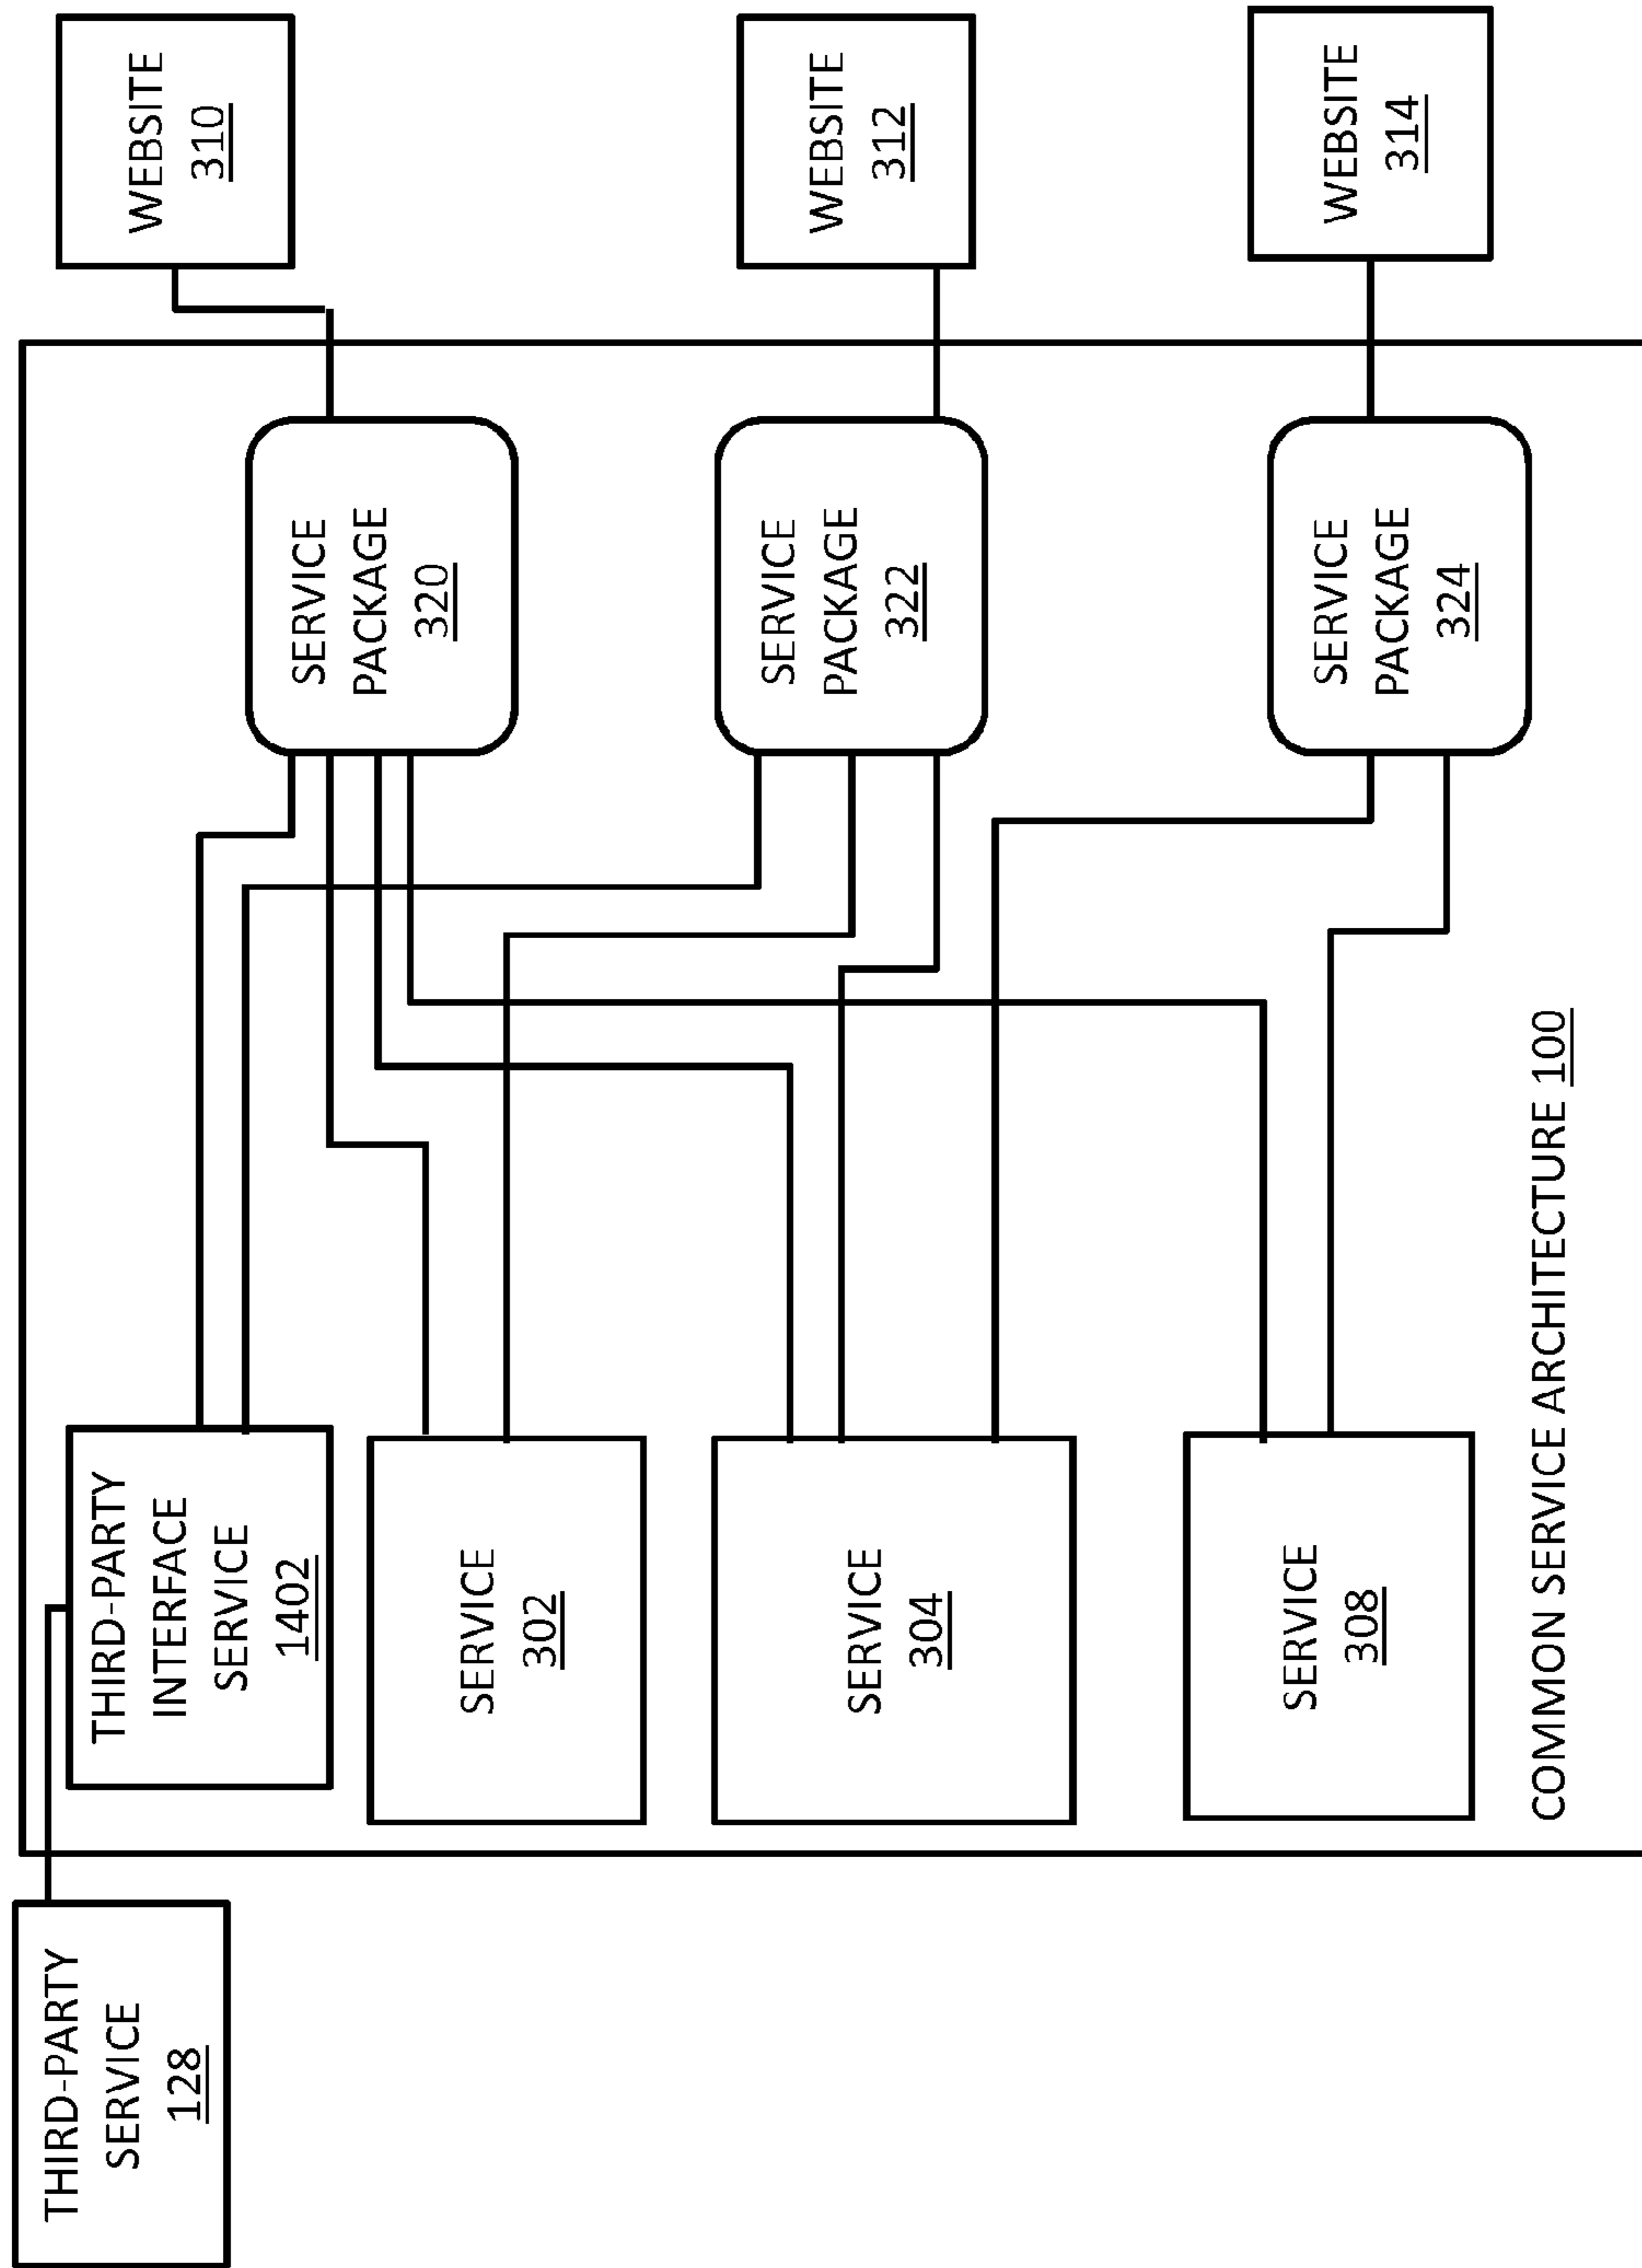 THIRD-PARTY
SERVICE
128
THIRD-PARTY
INTERFACE
SERVICE
1402
SERVICE
302
SERVICE
304
SERVICE
308
COMMON SERVICE ARCHITECTURE 100
SERVICE
PACKAGE
320
SERVICE
PACKAGE
322
SERVICE
PACKAGE
324
WEBSITE
310
WEBSITE
312
WEBSITE
314